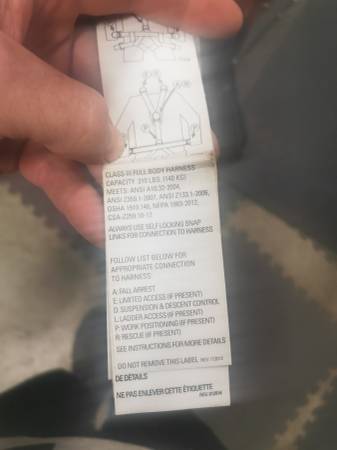 CLASS III FULL BODY HARNESS
CAPACITY 310 LBS. (140 KG)
MEETS: ANSI A10.32-2004,
ANSI Z359.1-2007, ANSI Z133.1-2006,
OSHA 1910.146, NFPA 1983-2012,
CSA-Z259.10-12
ALWAYS USE SELF LOCKING SNAP
LINKS FOR CONNECTION TO HARNESS
FOLLOW LIST BELOW FOR
APPROPRIATE CONNECTION
TO HARNESS
A: FALL ARREST
E: LIMITED ACCESS (IF PRESENT)
D: SUSPENSION & DESCENT CONTROL
L: LADDER ACCESS (IF PRESENT)
P: WORK POSITIONING (IF PRESENT)
R: RESCUE (IF PRESENT)
SEE INSTRUCTIONS FOR MORE DETAILS
DO NOT REMOVE THIS LABEL REV
DE DÉTAILS
NE PAS ENLEVER CETTE ÉTIQUETTE REV